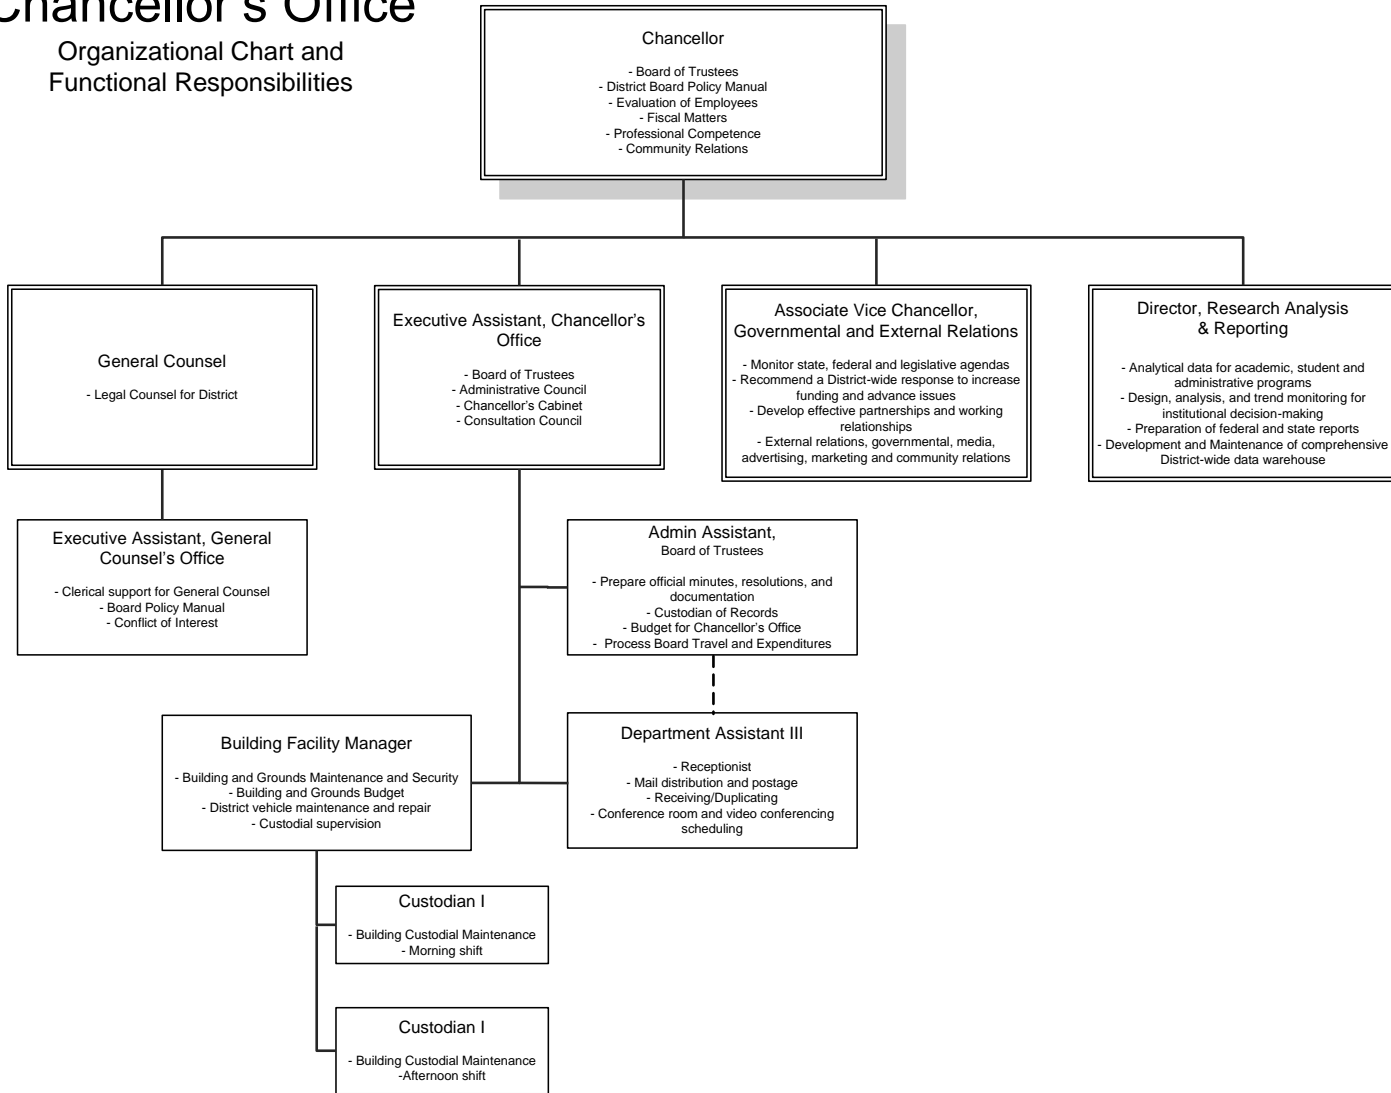 Chancellor's Office
Organizational Chart and
Functional Responsibilities
Chancellor
- Board of Trustees
- District Board Policy Manual
- Evaluation of Employees
- Fiscal Matters
- Professional Competence
- Community Relations
General Counsel
- Legal Counsel for District
Executive Assistant, Chancellor's
Office
- Board of Trustees
- Administrative Council
- Chancellor's Cabinet
- Consultation Council
Associate Vice Chancellor,
Governmental and External Relations
- Monitor state, federal and legislative agendas
- Recommend a District-wide response to increase
funding and advance issues
- Develop effective partnerships and working
relationships
- External relations, governmental, media,
advertising, marketing and community relations
Director, Research Analysis
& Reporting
- Analytical data for academic, student and
administrative programs
- Design, analysis, and trend monitoring for
institutional decision-making
- Preparation of federal and state reports
- Development and Maintenance of comprehensive
District-wide data warehouse
Executive Assistant, General
Counsel's Office
- Clerical support for General Counsel
- Board Policy Manual
- Conflict of Interest
Admin Assistant,
Board of Trustees
- Prepare official minutes, resolutions, and
documentation
- Custodian of Records
- Budget for Chancellor's Office
- Process Board Travel and Expenditures
Building Facility Manager
- Building and Grounds Maintenance and Security
- Building and Grounds Budget
- District vehicle maintenance and repair
- Custodial supervision
Department Assistant III
- Receptionist
- Mail distribution and postage
- Receiving/Duplicating
- Conference room and video conferencing
scheduling
Custodian I
- Building Custodial Maintenance
- Morning shift
Custodian I
- Building Custodial Maintenance
-Afternoon shift